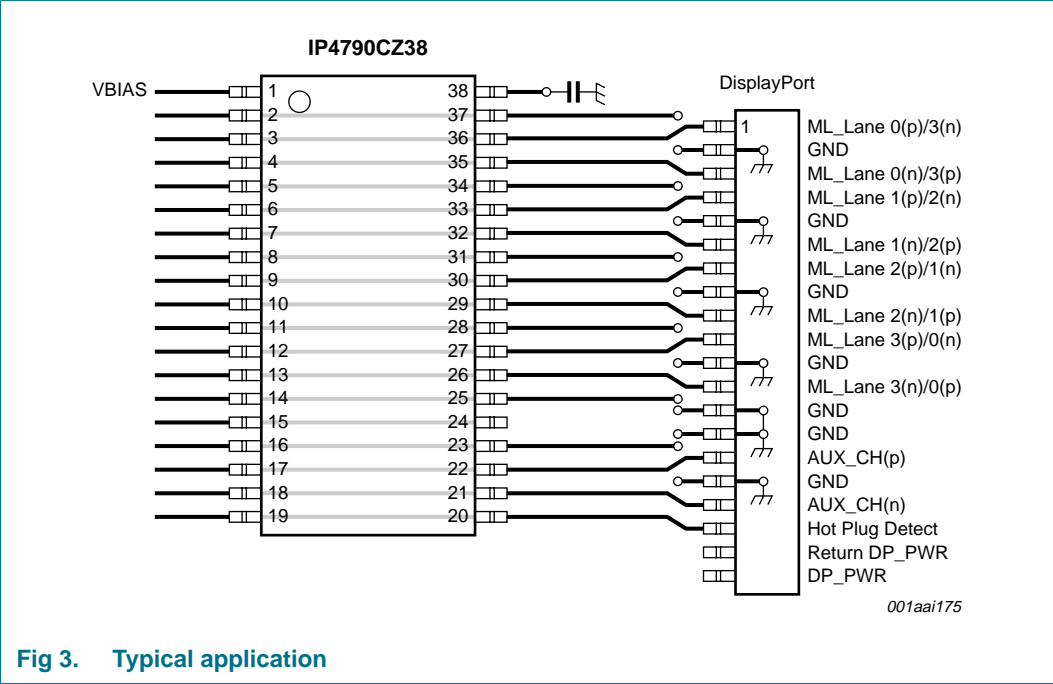 IP4790CZ38
DisplayPort
VBIAS
1 38
2 37
3 36
4 35
5 34
6 33
7 32
8 31
9 30
10 29
11 28
12 27
13 26
14 25
15 24
16 23
17 22
18 21
19 20
1 ML_Lane 0(p)/3(n)
GND
ML_Lane 0(n)/3(p)
ML_Lane 1(p)/2(n)
GND
ML_Lane 1(n)/2(p)
ML_Lane 2(p)/1(n)
GND
ML_Lane 2(n)/1(p)
ML_Lane 3(p)/0(n)
GND
ML_Lane 3(n)/0(p)
GND
GND
AUX_CH(p)
GND
AUX_CH(n)
Hot Plug Detect
Return DP_PWR
DP_PWR
001aai175
Fig 3. Typical application